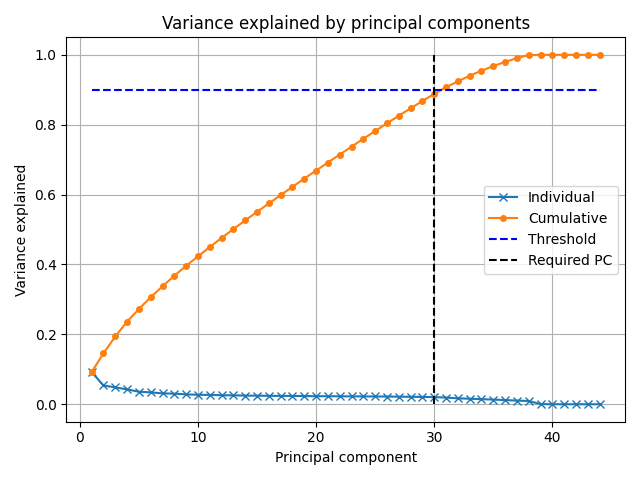 Variance explained by principal components
Variance explained
1.0
0.8
0.6
0.4
0.2
0.0
Individual
Cumulative
Threshold
Required PC
0 10 20 30 40
Principal component